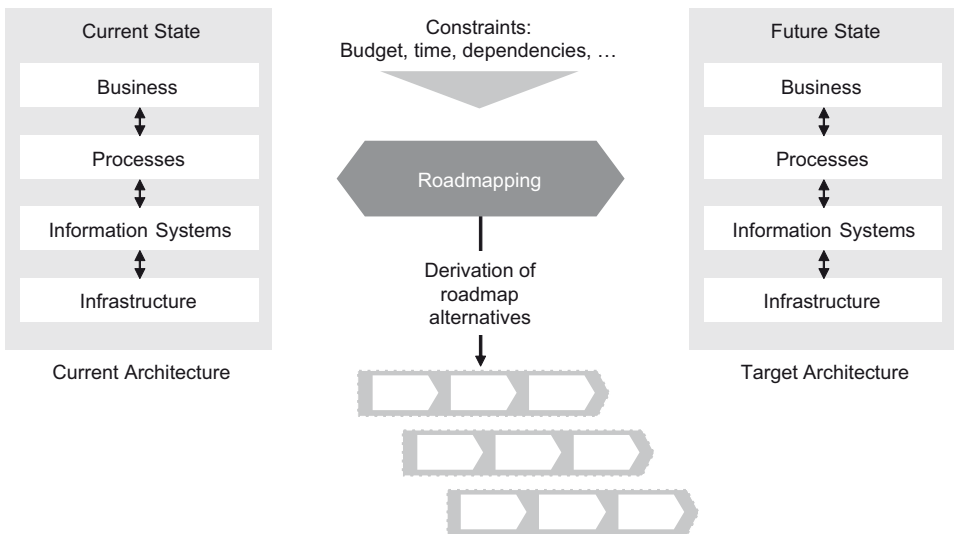 Current State
Business
Processes
Information Systems
Infrastructure
Current Architecture
Constraints:
Budget, time, dependencies, …
Roadmapping
Derivation of
roadmap
alternatives
Future State
Business
Processes
Information Systems
Infrastructure
Target Architecture